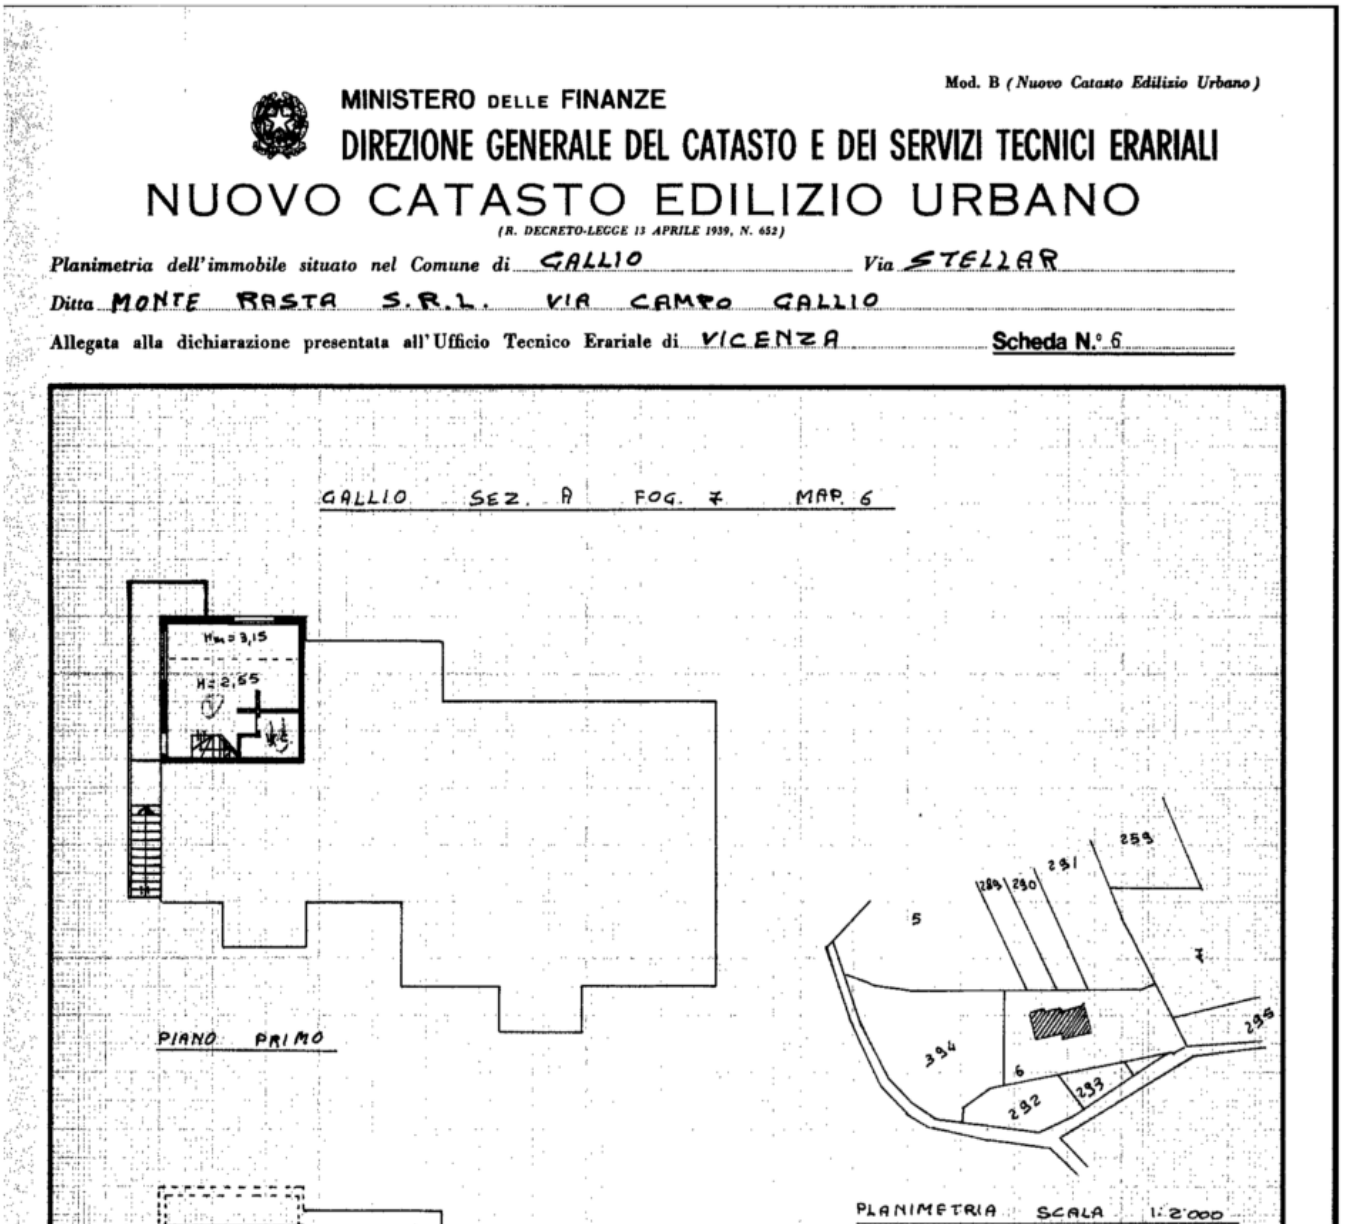 Mod. B (Nuovo Catasto Edilizio Urbano)
MINISTERO DELLE FINANZE
DIREZIONE GENERALE DEL CATASTO E DEI SERVIZI TECNICI ERARIALI
NUOVO CATASTO EDILIZIO URBANO
(R. DECRETO-LEGGE 13 APRILE 1939, N. 652)
Planimetria dell'immobile situato nel Comune di GALLIO Via STELLAR
Ditta MONTE RASTA S.R.L. VIA CAMPO GALLIO
Allegata alla dichiarazione presentata all'Ufficio Tecnico Erariale di VICENZA Scheda N.° 6
GALLIO SEZ. A FOG. 7 MAP. 6
Hm = 3,15
H = 2,55
259
291
289 290
5
7
295
394
6
293
292
PIANO PRIMO
PLANIMETRIA SCALA 1:2000